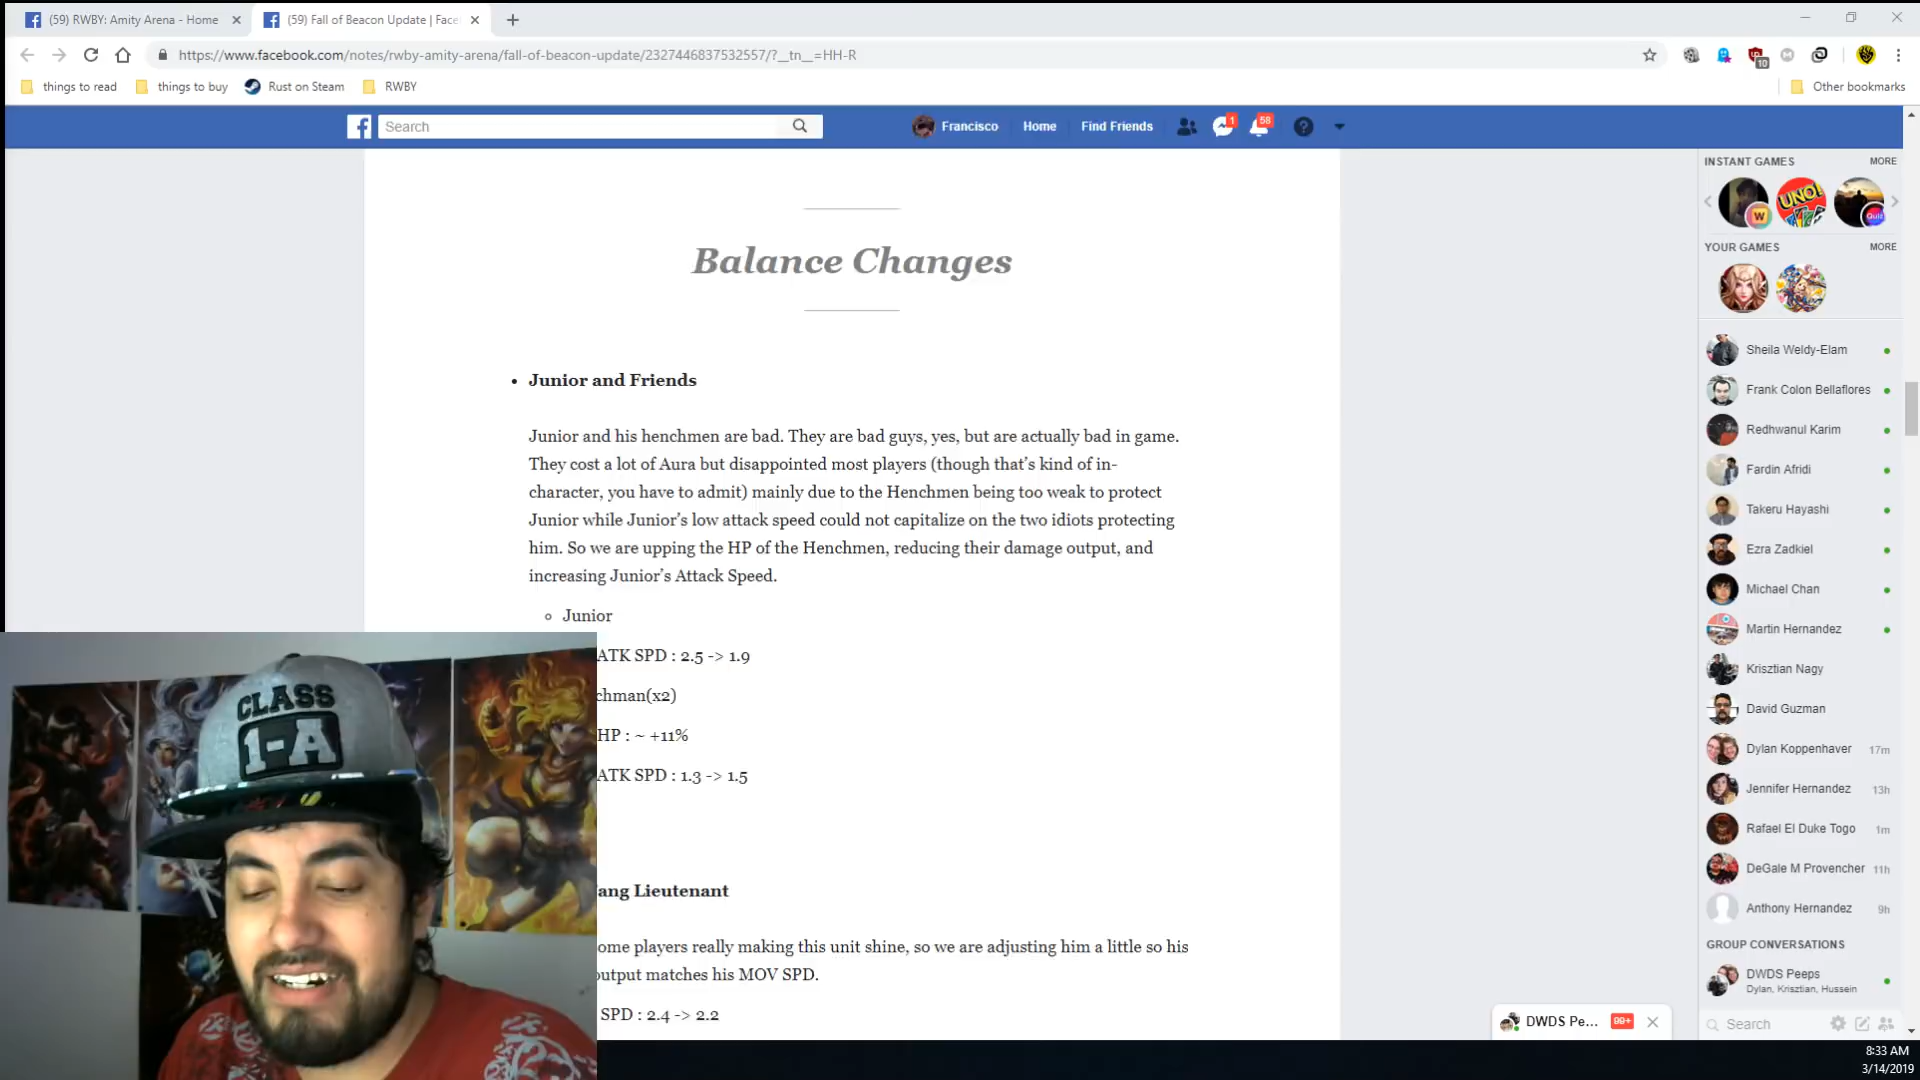 (59) RWBY: Amity Arena - Home
(59) Fall of Beacon Update | Face
https://www.facebook.com/notes/rwby-amity-arena/fall-of-beacon-update/2327446837532557/?__tn__=HH-R
10
things to read
things to buy
Rust on Steam
RWBY
Other bookmarks
Search
Francisco
Home
Find Friends
1
58
Balance Changes
Junior and Friends
Junior and his henchmen are bad. They are bad guys, yes, but are actually bad in game.
They cost a lot of Aura but disappointed most players (though that's kind of in-
character, you have to admit) mainly due to the Henchmen being too weak to protect
Junior while Junior's low attack speed could not capitalize on the two idiots protecting
him. So we are upping the HP of the Henchmen, reducing their damage output, and
increasing Junior's Attack Speed.
Junior
ATK SPD : 2.5 -> 1.9
chman(x2)
HP : ~ +11%
ATK SPD : 1.3 -> 1.5
ang Lieutenant
ome players really making this unit shine, so we are adjusting him a little so his
output matches his MOV SPD.
SPD : 2.4 -> 2.2
CLASS
1-A
INSTANT GAMES
MORE
W
UNO!
Quiz
YOUR GAMES
MORE
Sheila Weldy-Elam
Frank Colon Bellaflores
Redhwanul Karim
Fardin Afridi
Takeru Hayashi
Ezra Zadkiel
Michael Chan
Martin Hernandez
Krisztian Nagy
David Guzman
Dylan Koppenhaver 17m
Jennifer Hernandez 13h
Rafael El Duke Togo 1m
DeGale M Provencher 11h
Anthony Hernandez 9h
GROUP CONVERSATIONS
DWDS Peeps
Dylan, Krisztian, Hussein
Search
DWDS Pe...
99+
8:33 AM
3/14/2019